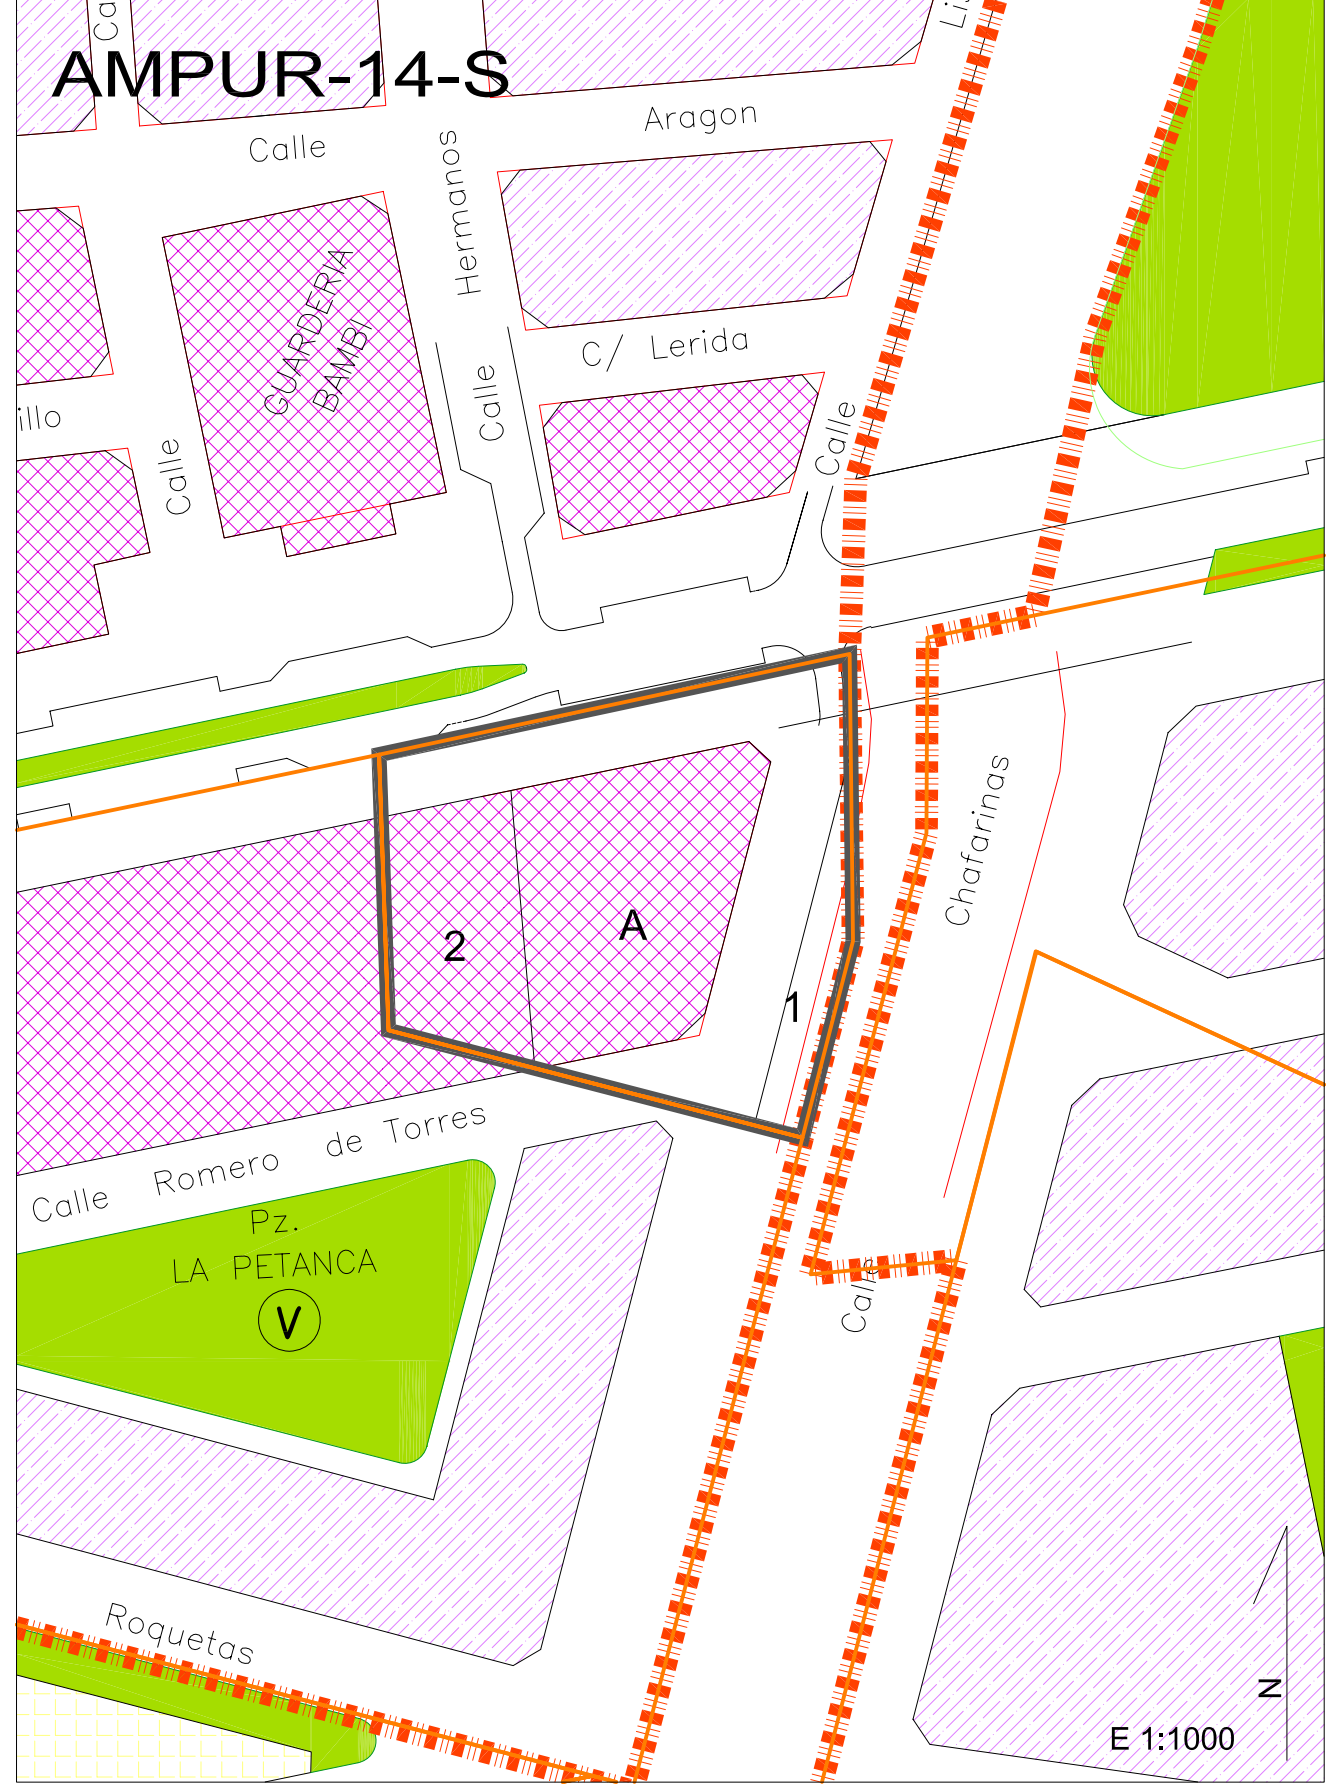 AMPUR-14-S
Calle
Aragon
Hermanos
GUARDERIA
BAMBI
C/ Lerida
Calle
Calle
Calle
2
A
1
Chafarinas
Calle Romero de Torres
Pz.
LA PETANCA
V
Calle
Roquetas
N
E 1:1000